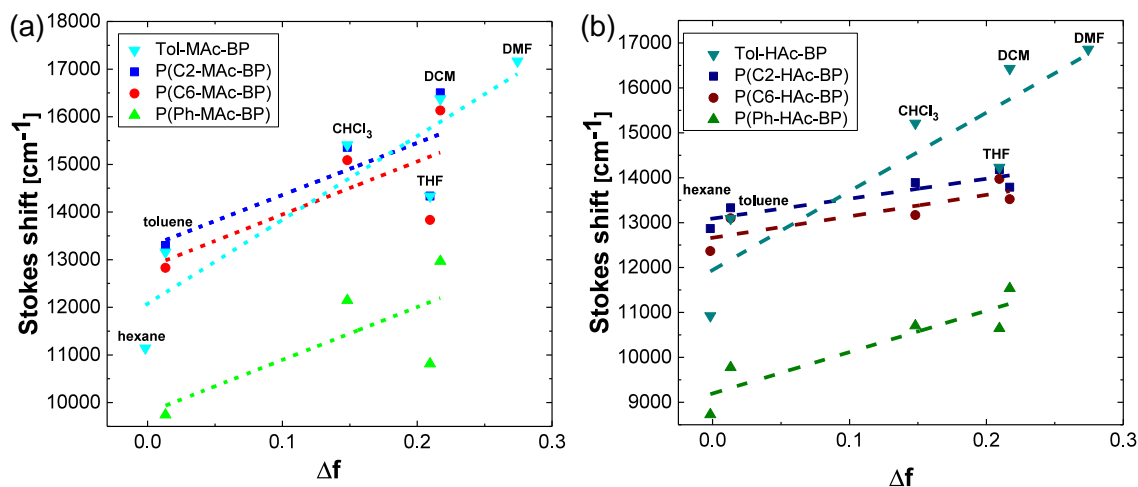 (a)
Stokes shift [cm⁻¹]
18000
17000
16000
15000
14000
13000
12000
11000
10000
Tol-MAc-BP
P(C2-MAc-BP)
P(C6-MAc-BP)
P(Ph-MAc-BP)
hexane
toluene
CHCl₃
DCM
THF
DMF
0.0
0.1
0.2
0.3
Δf
(b)
Stokes shift [cm⁻¹]
17000
16000
15000
14000
13000
12000
11000
10000
9000
Tol-HAc-BP
P(C2-HAc-BP)
P(C6-HAc-BP)
P(Ph-HAc-BP)
hexane
toluene
CHCl₃
DCM
THF
DMF
0.0
0.1
0.2
0.3
Δf